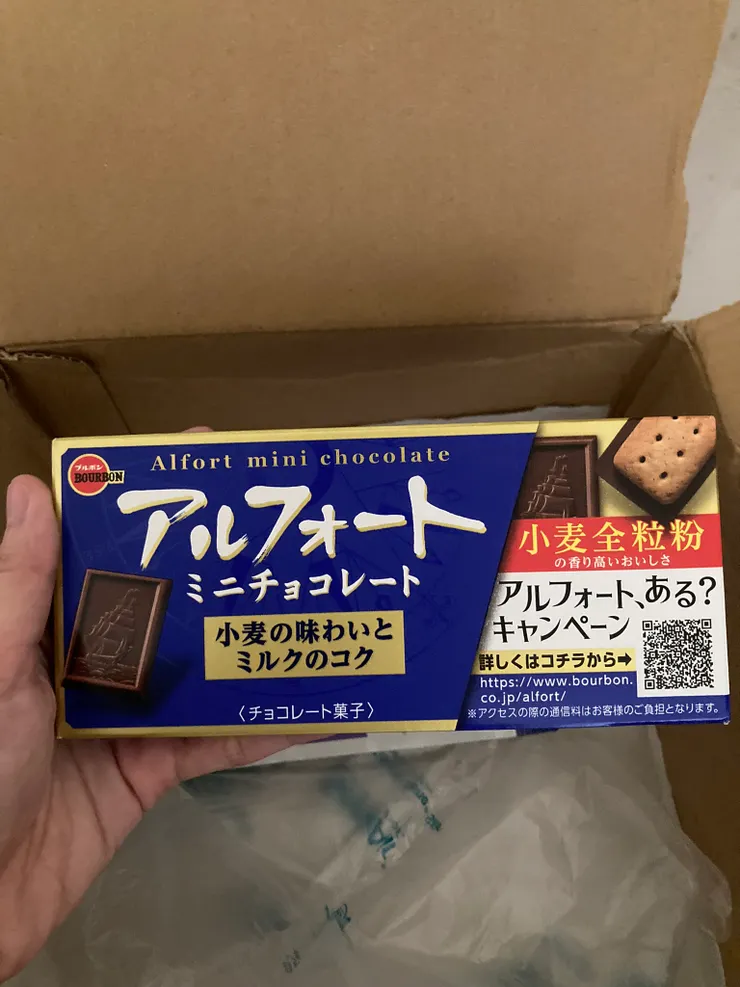 ブルボン
BOURBON
Alfort mini chocolate
アルフォート
ミニチョコレート
小麦の味わいと
ミルクのコク
〈チョコレート菓子〉
小麦全粒粉
の香り高いおいしさ
アルフォート、ある?
キャンペーン
詳しくはコチラから➡
https://www.bourbon.
co.jp/alfort/
※アクセスの際の通信料はお客様のご負担となります。